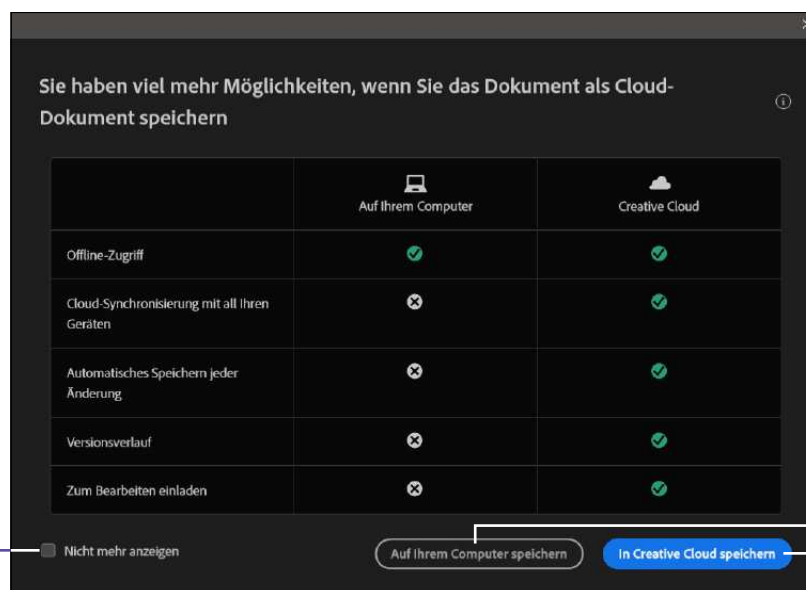 Sie haben viel mehr Möglichkeiten, wenn Sie das Dokument als Cloud-
Dokument speichern
Auf Ihrem Computer
Creative Cloud
Offline-Zugriff
Cloud-Synchronisierung mit all Ihren
Geräten
Automatisches Speichern jeder
Änderung
Versionsverlauf
Zum Bearbeiten einladen
Nicht mehr anzeigen
Auf Ihrem Computer speichern
In Creative Cloud speichern